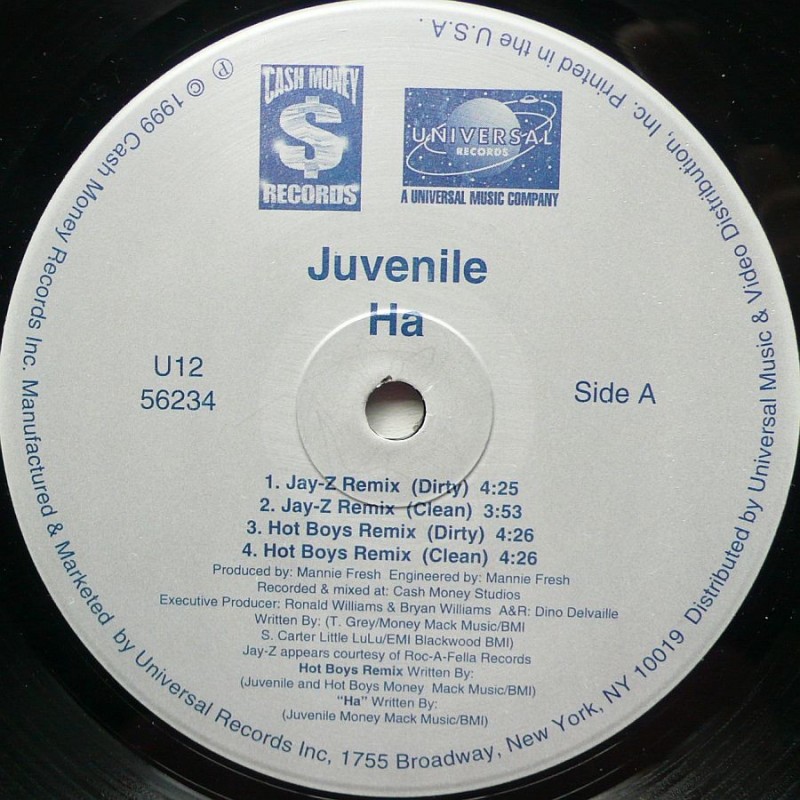 CASH MONEY
$
RECORDS
UNIVERSAL
RECORDS
A UNIVERSAL MUSIC COMPANY
Juvenile
Ha
U12
56234
Side A
1. Jay-Z Remix (Dirty) 4:25
2. Jay-Z Remix (Clean) 3:53
3. Hot Boys Remix (Dirty) 4:26
4. Hot Boys Remix (Clean) 4:26
Produced by: Mannie Fresh Engineered by: Mannie Fresh
Recorded & mixed at: Cash Money Studios
Executive Producer: Ronald Williams & Bryan Williams A&R: Dino Delvaille
Written By: (T. Grey/Money Mack Music/BMI
S. Carter Little LuLu/EMI Blackwood BMI)
Jay-Z appears courtesy of Roc-A-Fella Records
Hot Boys Remix Written By:
(Juvenile and Hot Boys Money Mack Music/BMI)
"Ha" Written By:
(Juvenile Money Mack Music/BMI)
℗ © 1999 Cash Money Records Inc. Manufactured & Marketed by Universal Records Inc, 1755 Broadway, New York, NY 10019 Distributed by Universal Music & Video Distribution, Inc. Printed in the U.S.A.